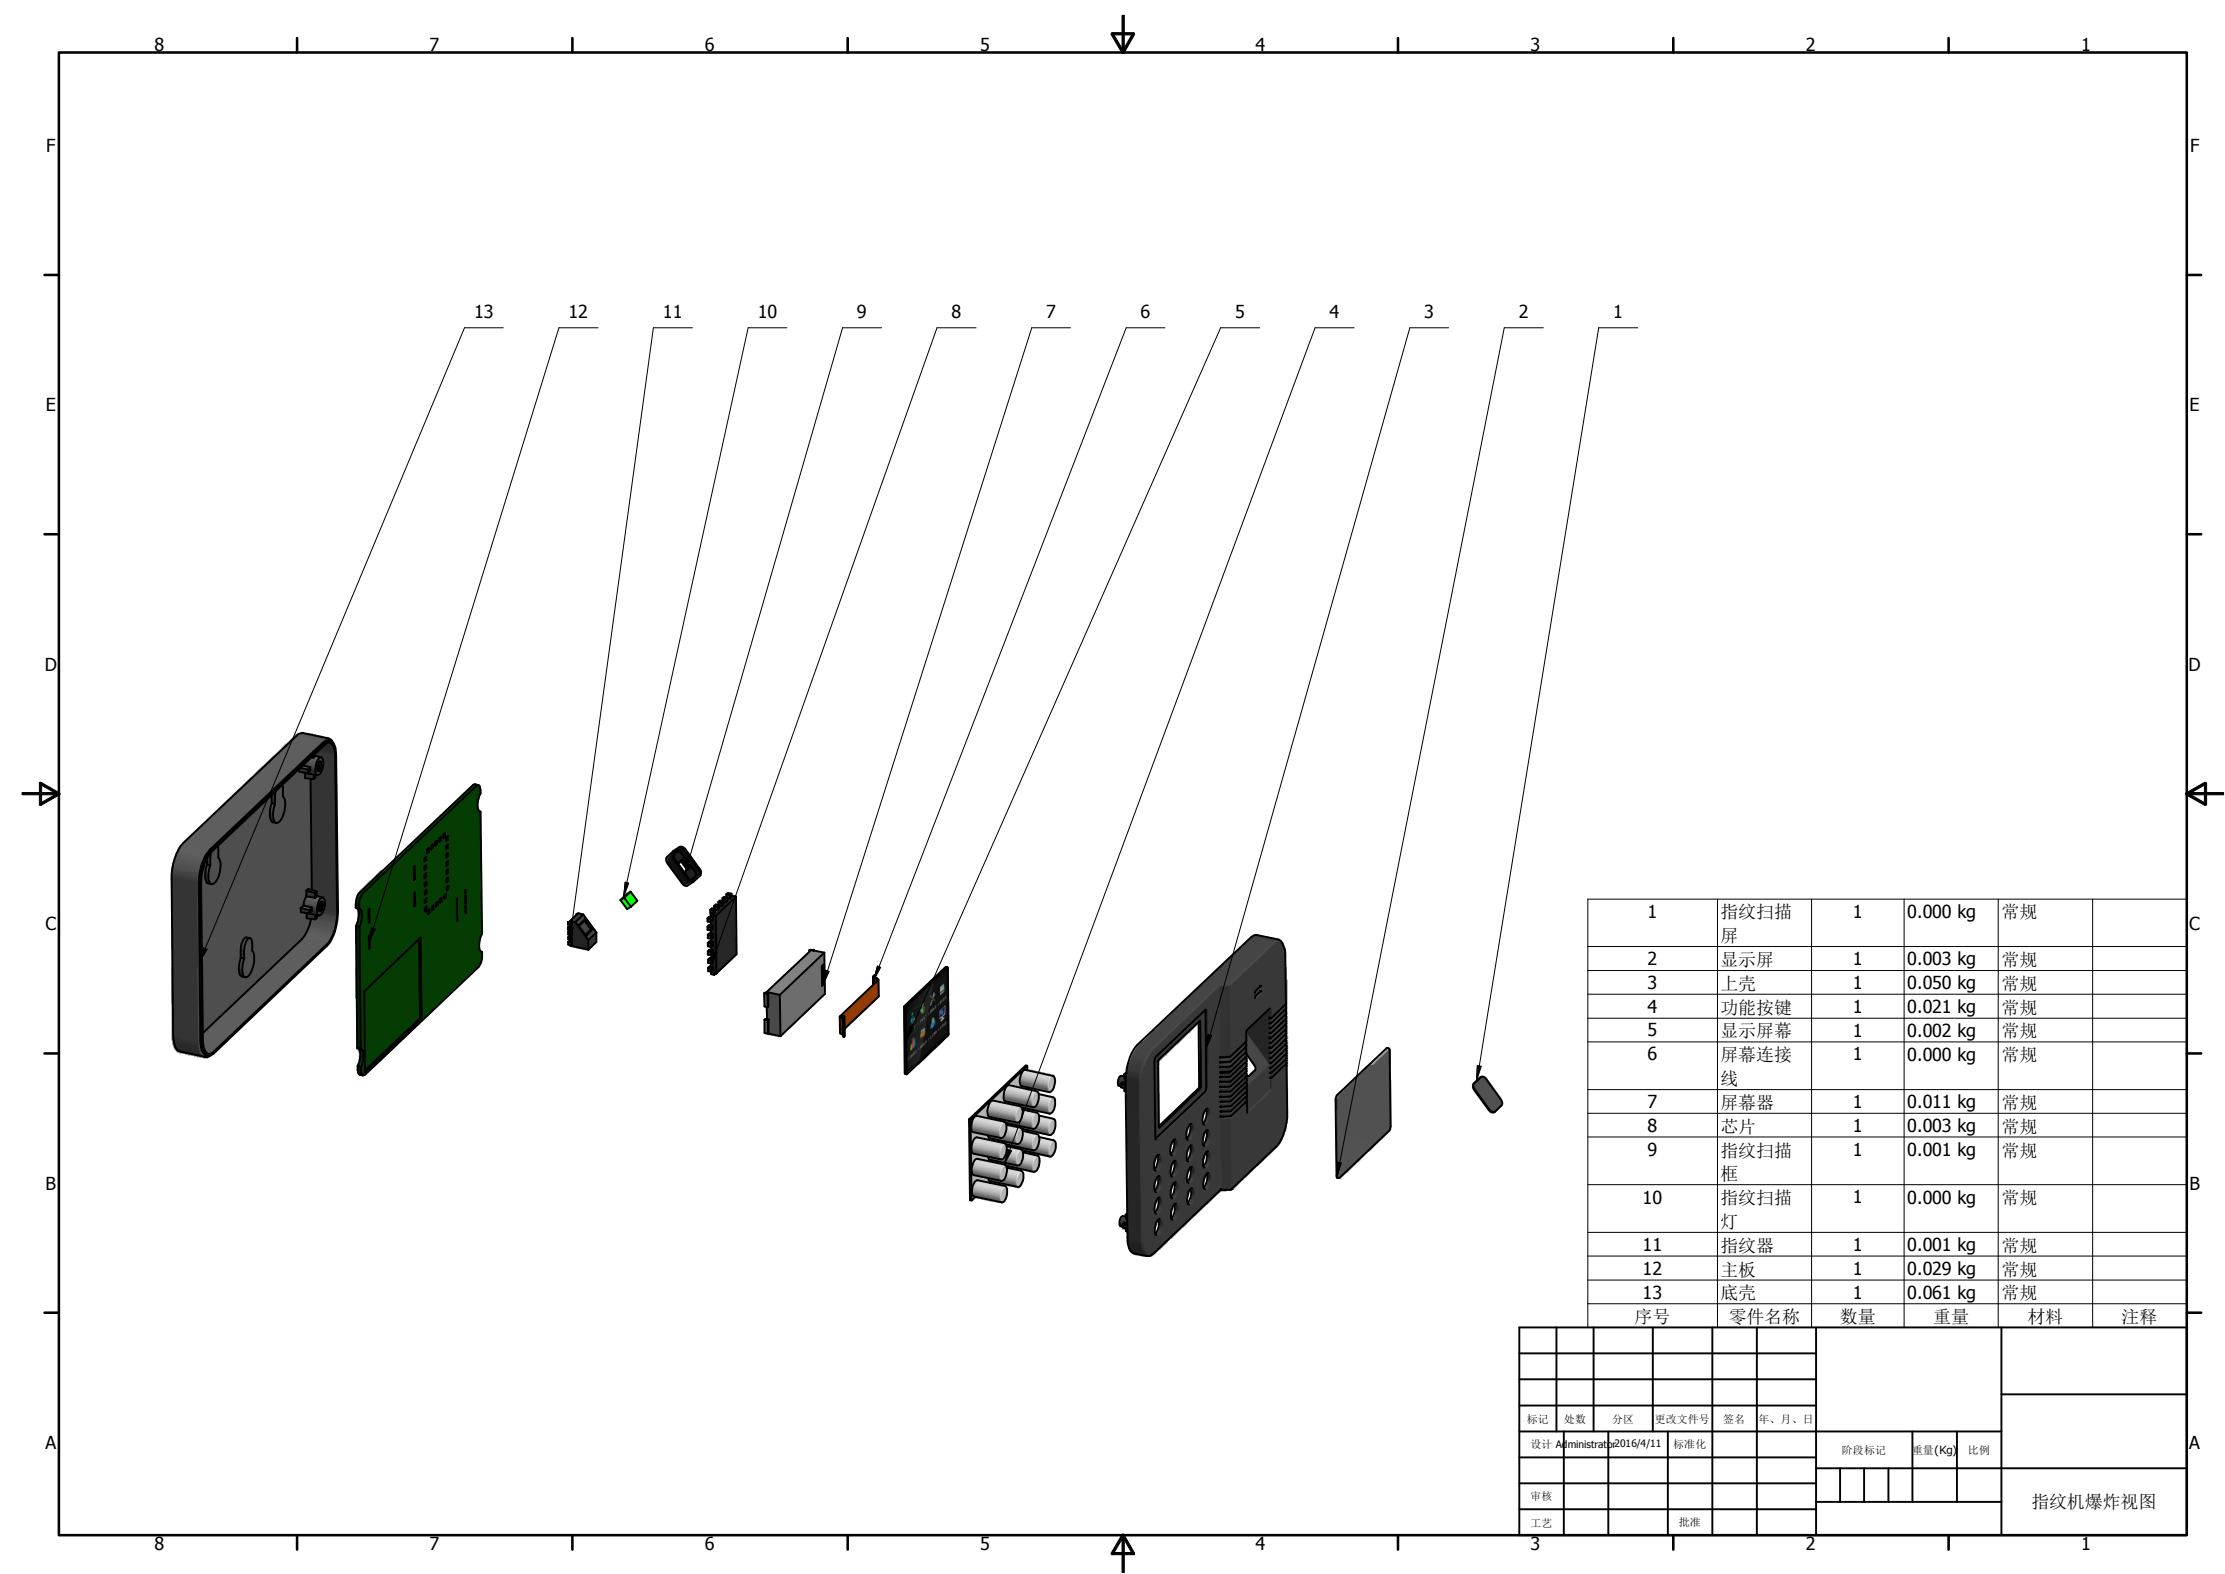 8 7 6 5 4 3 2 1
F F
13 12 11 10 9 8 7 6 5 4 3 2 1
E E
D D
C C
1 指纹扫描 1 0.000 kg 常规
屏
2 显示屏 1 0.003 kg 常规
3 上壳 1 0.050 kg 常规
4 功能按键 1 0.021 kg 常规
5 显示屏幕 1 0.002 kg 常规
6 屏幕连接 1 0.000 kg 常规
线
7 屏幕器 1 0.011 kg 常规
8 芯片 1 0.003 kg 常规
9 指纹扫描 1 0.001 kg 常规
框
B B
10 指纹扫描 1 0.000 kg 常规
灯
11 指纹器 1 0.001 kg 常规
12 主板 1 0.029 kg 常规
13 底壳 1 0.061 kg 常规
序号 零件名称 数量 重量 材料 注释
标记 处数 分区 更改文件号 签名 年、月、日
A A
设计 Administrator 2016/4/11 标准化
阶段标记 重量(Kg) 比例
审核
指纹机爆炸视图
工艺 批准
8 7 6 5 4 3 2 1